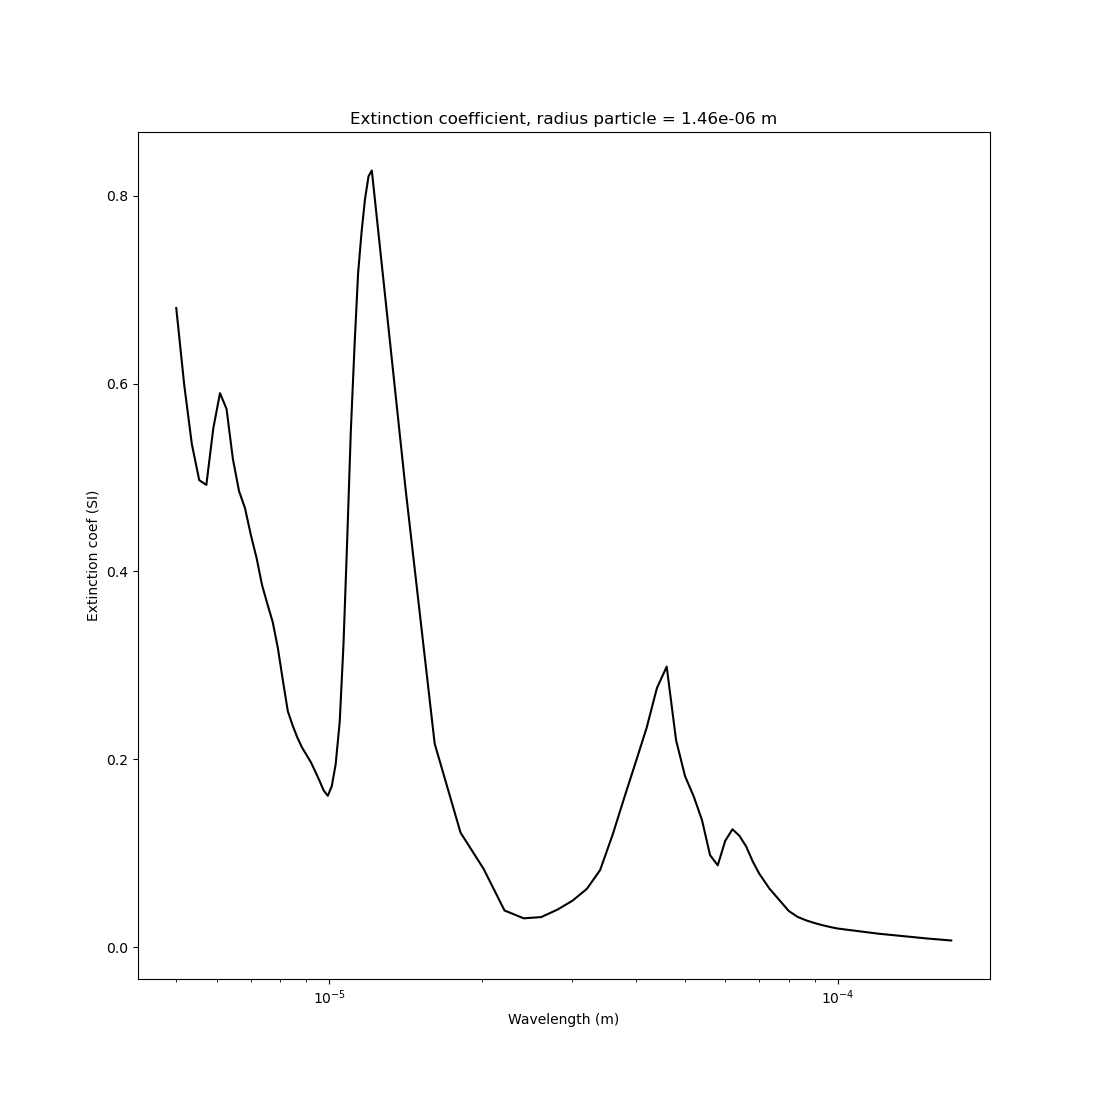 Extinction coefficient, radius particle = 1.46e-06 m
0.8
0.6
0.4
0.2
0.0
Extinction coef (SI)
10⁻⁵ 10⁻⁴
Wavelength (m)